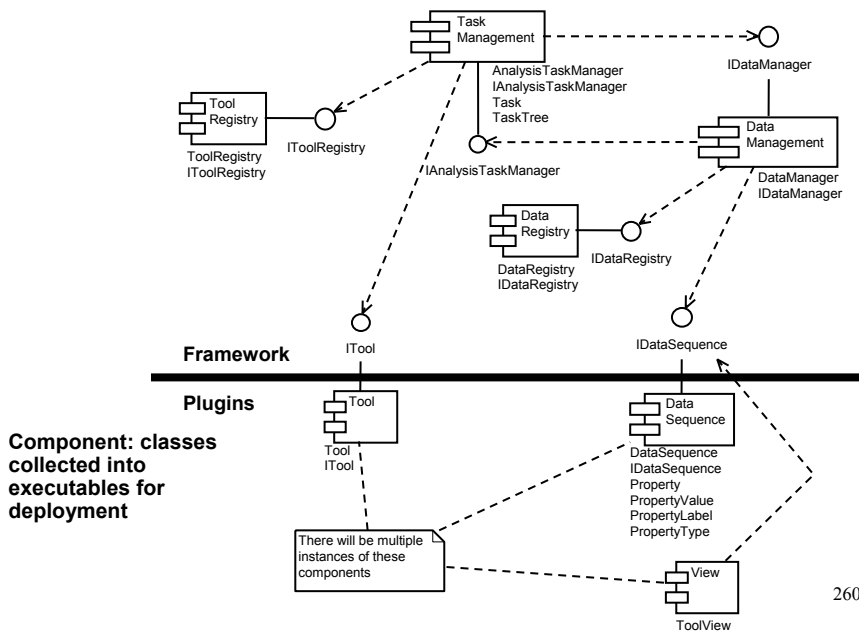 Task
Management
AnalysisTaskManager
IAnalysisTaskManager
Task
TaskTree
IDataManager
Tool
Registry
ToolRegistry
IToolRegistry
IToolRegistry
IAnalysisTaskManager
Data
Management
DataManager
IDataManager
Data
Registry
DataRegistry
IDataRegistry
IDataRegistry
ITool
IDataSequence
Framework
Plugins
Component: classes
collected into
executables for
deployment
Tool
Tool
ITool
Data
Sequence
DataSequence
IDataSequence
Property
PropertyValue
PropertyLabel
PropertyType
There will be multiple
instances of these
components
View
ToolView
260